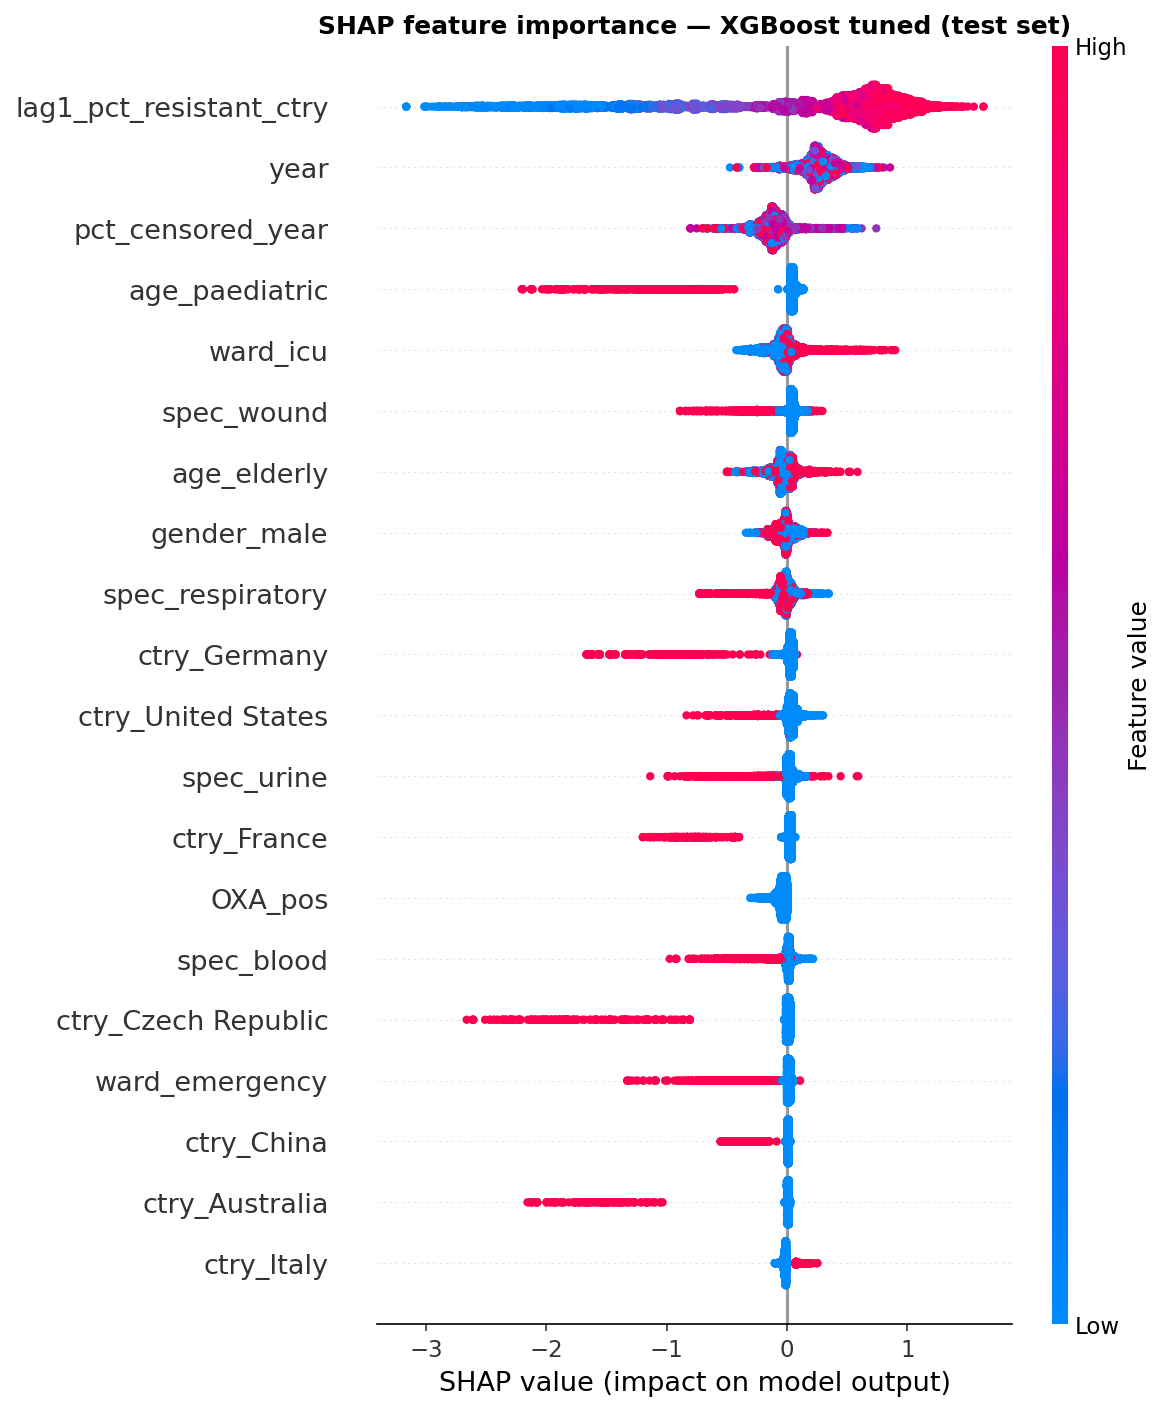 SHAP feature importance — XGBoost tuned (test set)
High
lag1_pct_resistant_ctry
year
pct_censored_year
age_paediatric
ward_icu
spec_wound
age_elderly
gender_male
spec_respiratory
ctry_Germany
ctry_United States
spec_urine
ctry_France
OXA_pos
spec_blood
ctry_Czech Republic
ward_emergency
ctry_China
ctry_Australia
ctry_Italy
Feature value
Low
−3 −2 −1 0 1
SHAP value (impact on model output)